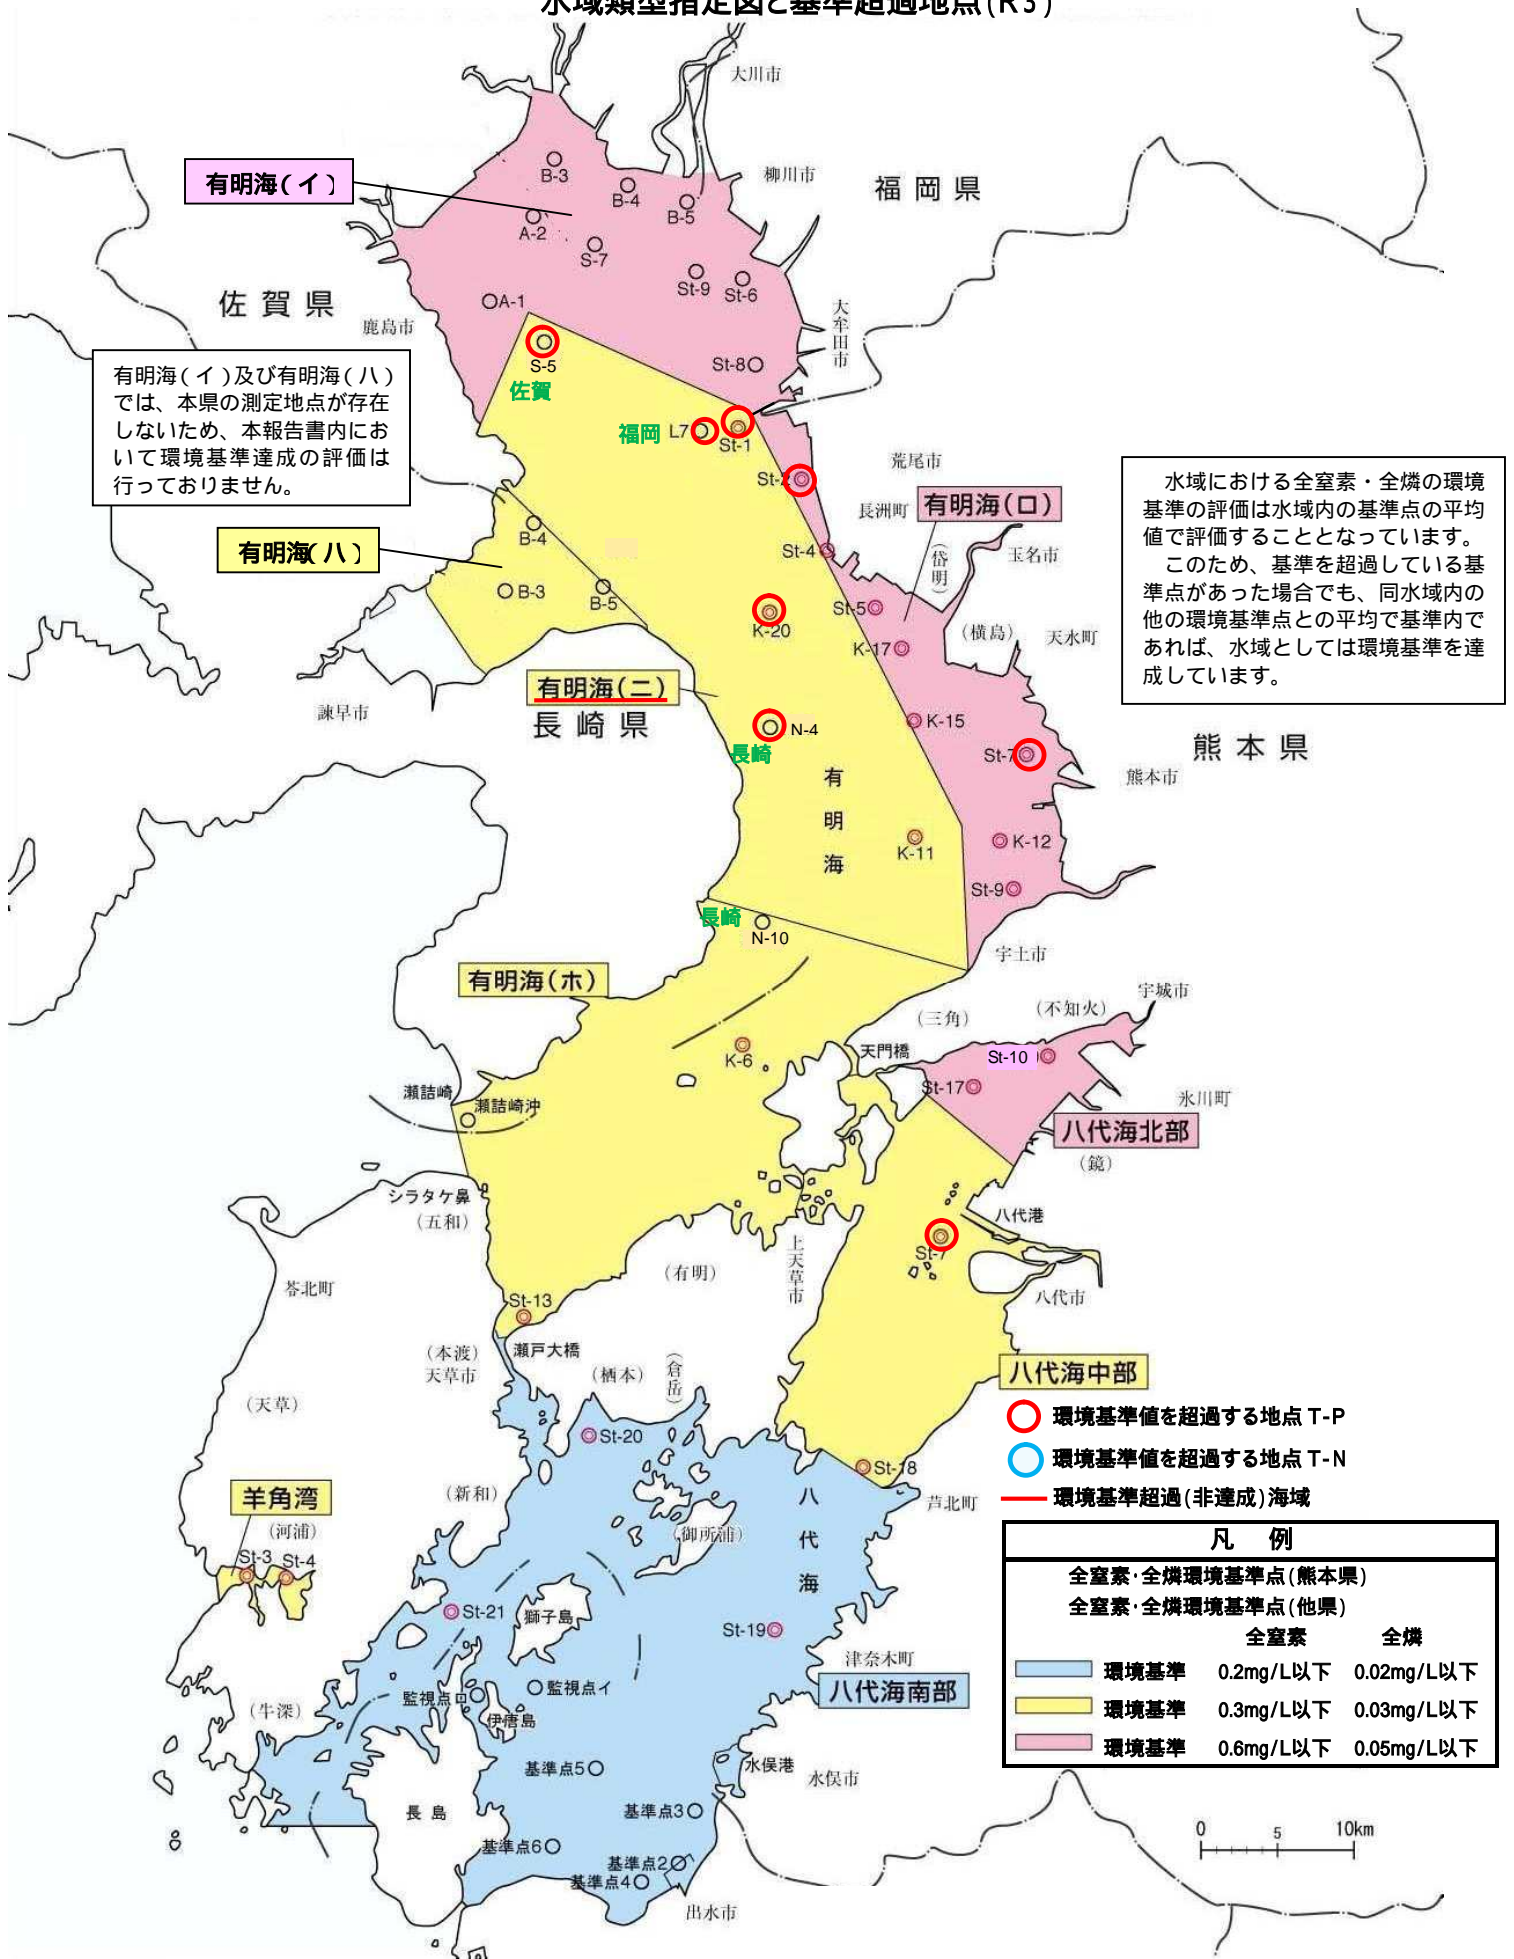 水域類型指定図と基準超過地点(R3)
大川市
有明海(イ)
B-3
B-4
B-5
柳川市
福岡県
A-2
S-7
St-9
St-6
A-1
佐賀県
鹿島市
大牟田市
S-5
佐賀
St-8
有明海(イ)及び有明海(ハ)
では、本県の測定地点が存在
しないため、本報告書内にお
いて環境基準達成の評価は
行っておりません。
福岡
L7
St-1
荒尾市
St-2
長洲町
有明海(ロ)
水域における全窒素・全燐の環境
基準の評価は水域内の基準点の平均
値で評価することとなっています。
このため、基準を超過している基
準点があった場合でも、同水域内の
他の環境基準点との平均で基準内で
あれば、水域としては環境基準を達
成しています。
有明海(ハ)
B-4
St-4
(岱明)
玉名市
B-3
B-5
K-20
St-5
(横島)
天水町
K-17
有明海(ニ)
長崎県
諫早市
N-4
長崎
K-15
St-7
熊本県
熊本市
有明海
K-11
K-12
St-9
長崎
N-10
宇土市
有明海(ホ)
宇城市
(不知火)
(三角)
K-6
天門橋
St-10
St-17
瀬詰崎
瀬詰崎沖
氷川町
八代海北部
(鏡)
シラタケ鼻
(五和)
八代港
St-7
上天草市
(有明)
苓北町
八代市
St-13
瀬戸大橋
(本渡)
天草市
(栖本)
(倉岳)
八代海中部
(天草)
環境基準値を超過する地点 T-P
St-20
環境基準値を超過する地点 T-N
St-18
羊角湾
(新和)
八代海
芦北町
環境基準超過(非達成)海域
(河浦)
(御所浦)
凡 例
St-3
St-4
全窒素・全燐環境基準点(熊本県)
全窒素・全燐環境基準点(他県)
St-21
獅子島
St-19
全窒素 全燐
津奈木町
環境基準 0.2mg/L以下 0.02mg/L以下
監視点ロ
監視点イ
八代海南部
(牛深)
伊唐島
環境基準 0.3mg/L以下 0.03mg/L以下
環境基準 0.6mg/L以下 0.05mg/L以下
基準点5
水俣港
水俣市
長島
基準点3
0 5 10km
基準点6
基準点2
基準点4
出水市